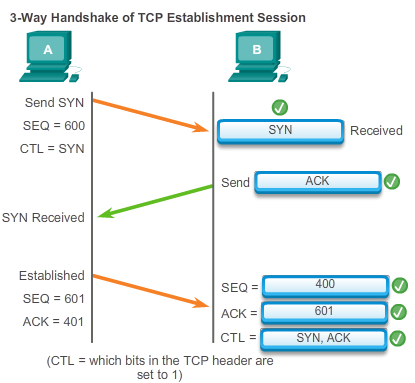 3-Way Handshake of TCP Establishment Session
A
B
Send SYN
SEQ = 600
CTL = SYN
SYN Received
Send ACK
SYN Received
Established
SEQ = 601
ACK = 401
SEQ = 400
ACK = 601
CTL = SYN, ACK
(CTL = which bits in the TCP header are
set to 1)